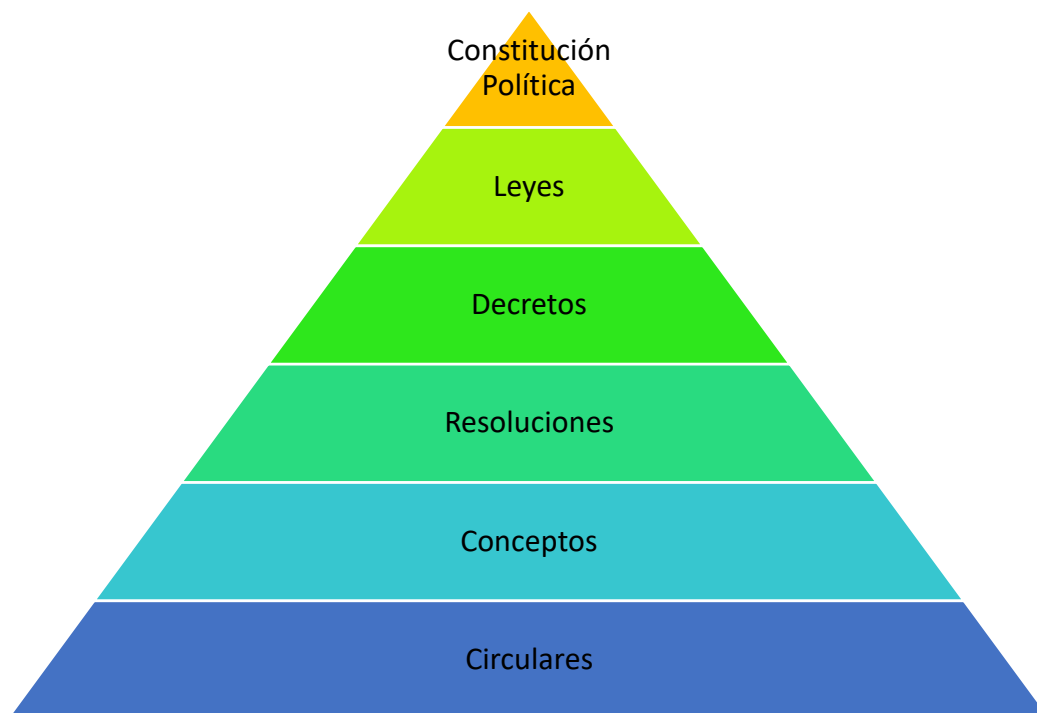 Constitución
Política
Leyes
Decretos
Resoluciones
Conceptos
Circulares